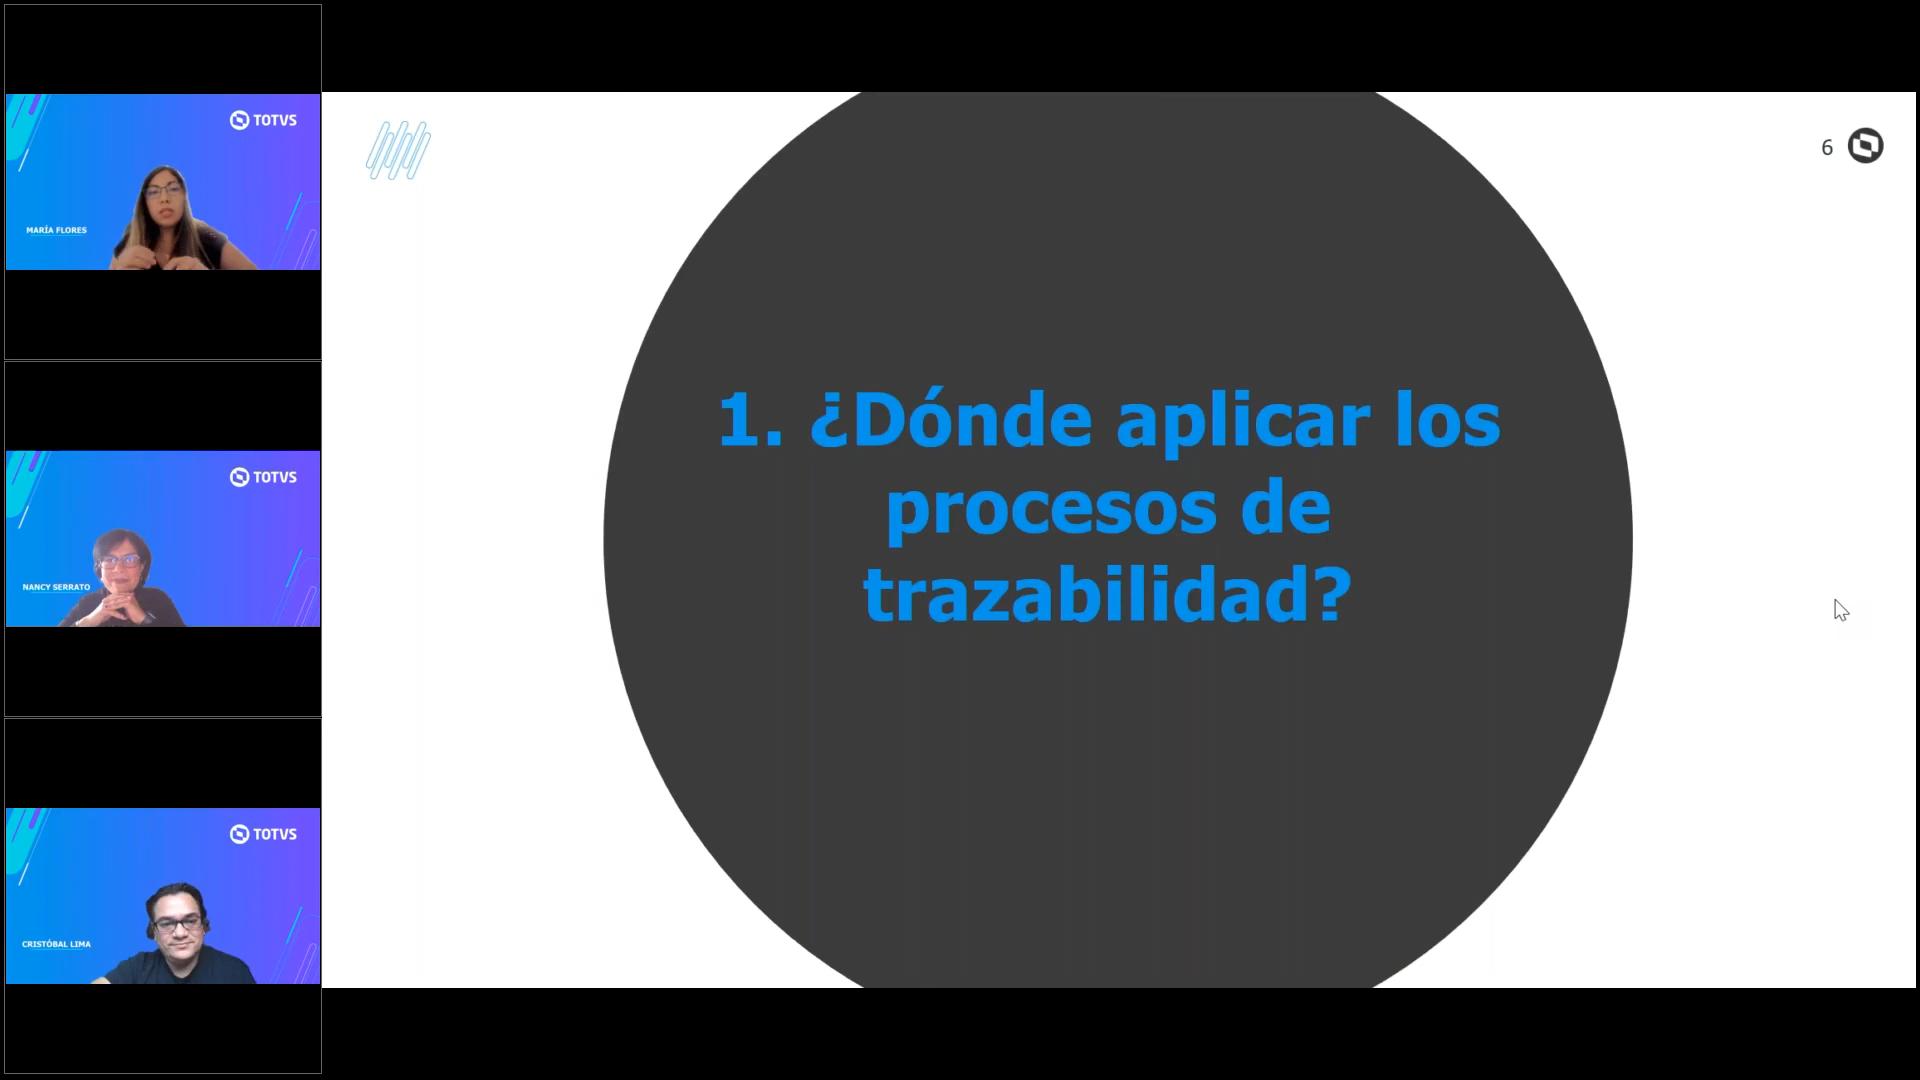 TOTVS
MARÍA FLORES
TOTVS
NANCY SERRATO
TOTVS
CRISTÓBAL LIMA
6
1. ¿Dónde aplicar los
procesos de
trazabilidad?